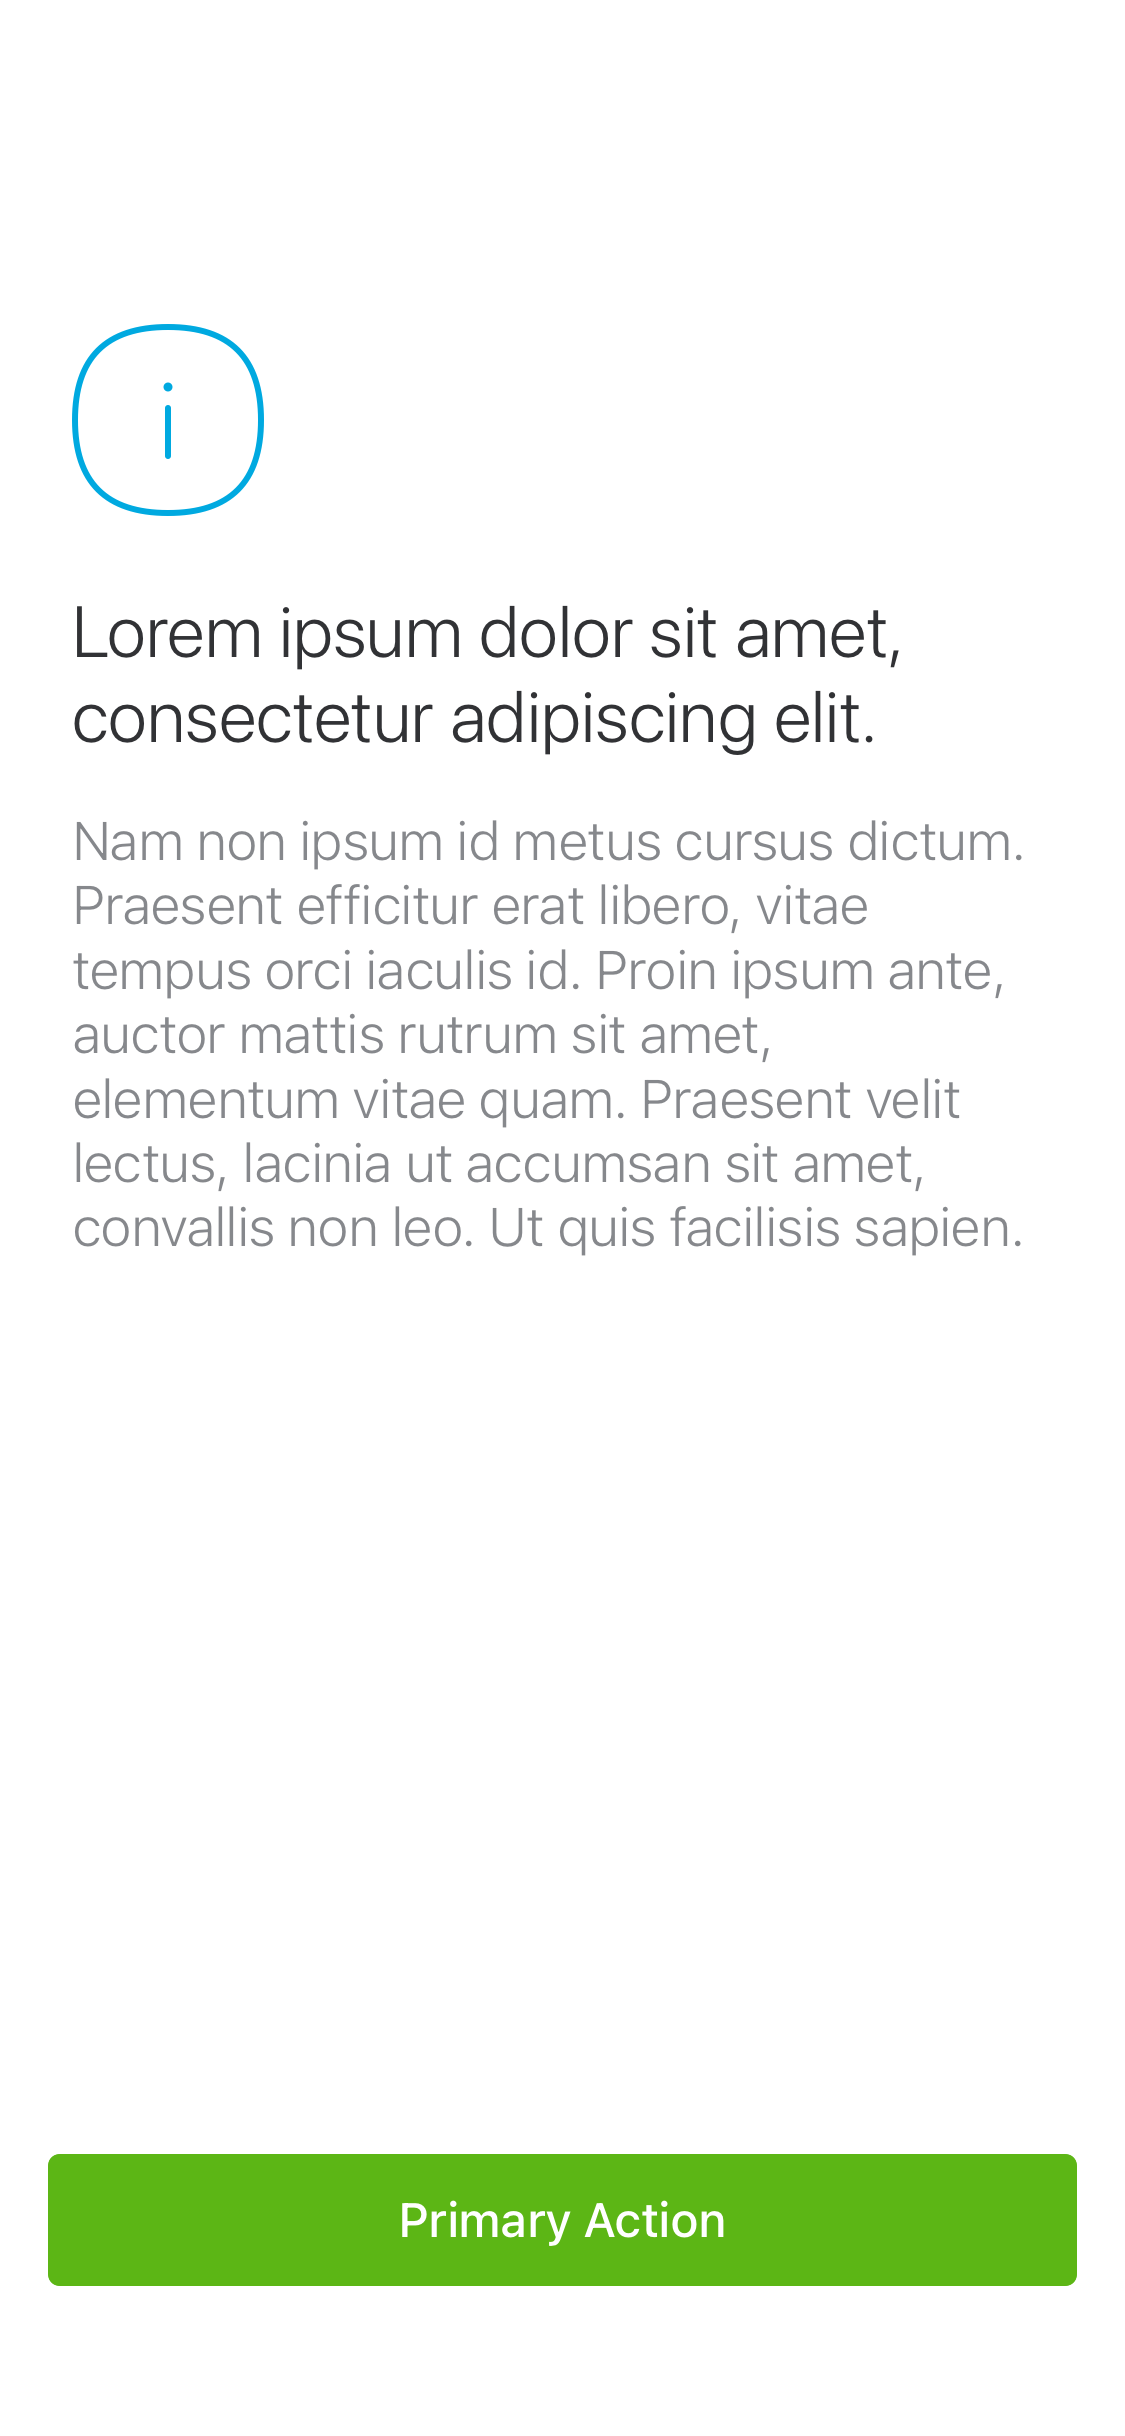 i
Lorem ipsum dolor sit amet,
consectetur adipiscing elit.
Nam non ipsum id metus cursus dictum.
Praesent efficitur erat libero, vitae
tempus orci iaculis id. Proin ipsum ante,
auctor mattis rutrum sit amet,
elementum vitae quam. Praesent velit
lectus, lacinia ut accumsan sit amet,
convallis non leo. Ut quis facilisis sapien.
Primary Action